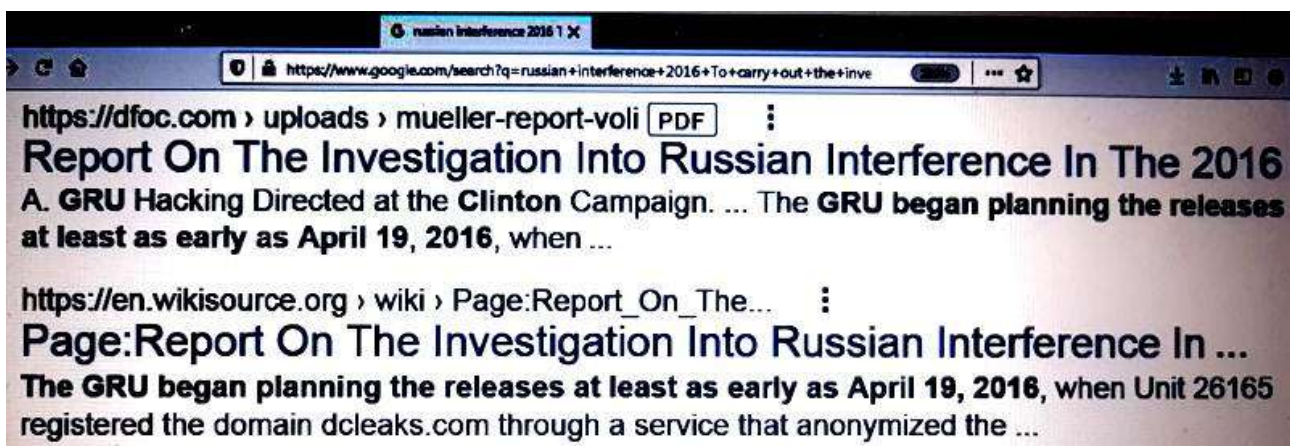 russian interference 2016 T
https://www.google.com/search?q=russian+interference+2016+To+carry+out+the+inve
https://dfoc.com › uploads › mueller-report-voli PDF
Report On The Investigation Into Russian Interference In The 2016
A. GRU Hacking Directed at the Clinton Campaign. ... The GRU began planning the releases
at least as early as April 19, 2016, when ...
https://en.wikisource.org › wiki › Page:Report_On_The...
Page:Report On The Investigation Into Russian Interference In ...
The GRU began planning the releases at least as early as April 19, 2016, when Unit 26165
registered the domain dcleaks.com through a service that anonymized the ...